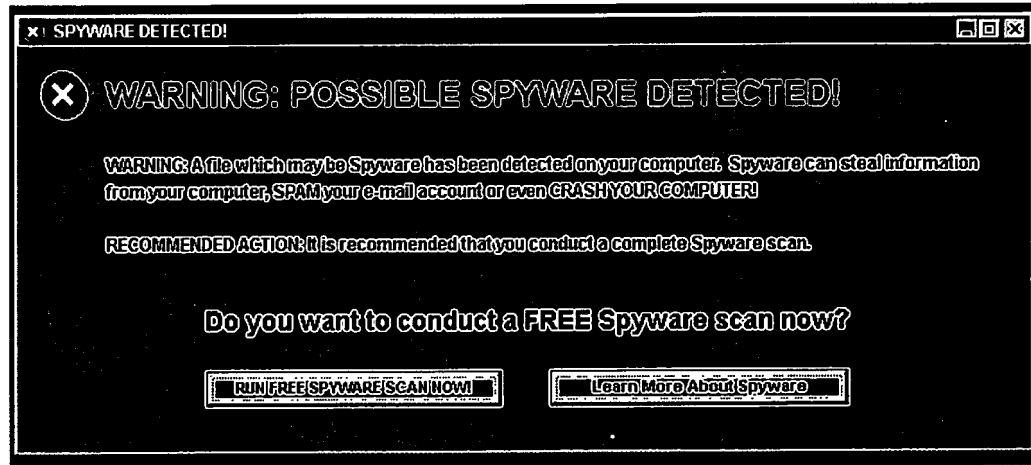 SPYWARE DETECTED!
WARNING: POSSIBLE SPYWARE DETECTED!
WARNING: A file which may be Spyware has been detected on your computer. Spyware can steal information
from your computer, SPAM your e-mail account or even CRASH YOUR COMPUTER!
RECOMMENDED ACTION: It is recommended that you conduct a complete Spyware scan.
Do you want to conduct a FREE Spyware scan now?
RUN FREE SPYWARE SCAN NOW! Learn More About Spyware